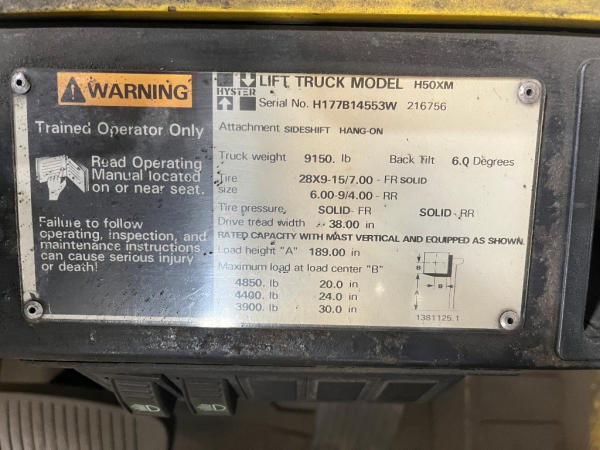 WARNING
Trained Operator Only
Read Operating
Manual located
on or near seat.
Failure to follow
operating, inspection, and
maintenance instructions
can cause serious injury
or death!
HYSTER
LIFT TRUCK MODEL H50XM
Serial No. H177B14553W 216756
Attachment SIDESHIFT HANG-ON
Truck weight 9150. lb Back Tilt 6.0 Degrees
Tire 28X9-15/7.00 - FR SOLID
size 6.00-9/4.00 - RR
Tire pressure SOLID - FR SOLID - RR
Drive tread width 38.00 in
RATED CAPACITY WITH MAST VERTICAL AND EQUIPPED AS SHOWN.
Load height "A" 189.00 in
Maximum load at load center "B"
4850. lb 20.0 in
4400. lb 24.0 in
3900. lb 30.0 in
B
B
A
1381125.1